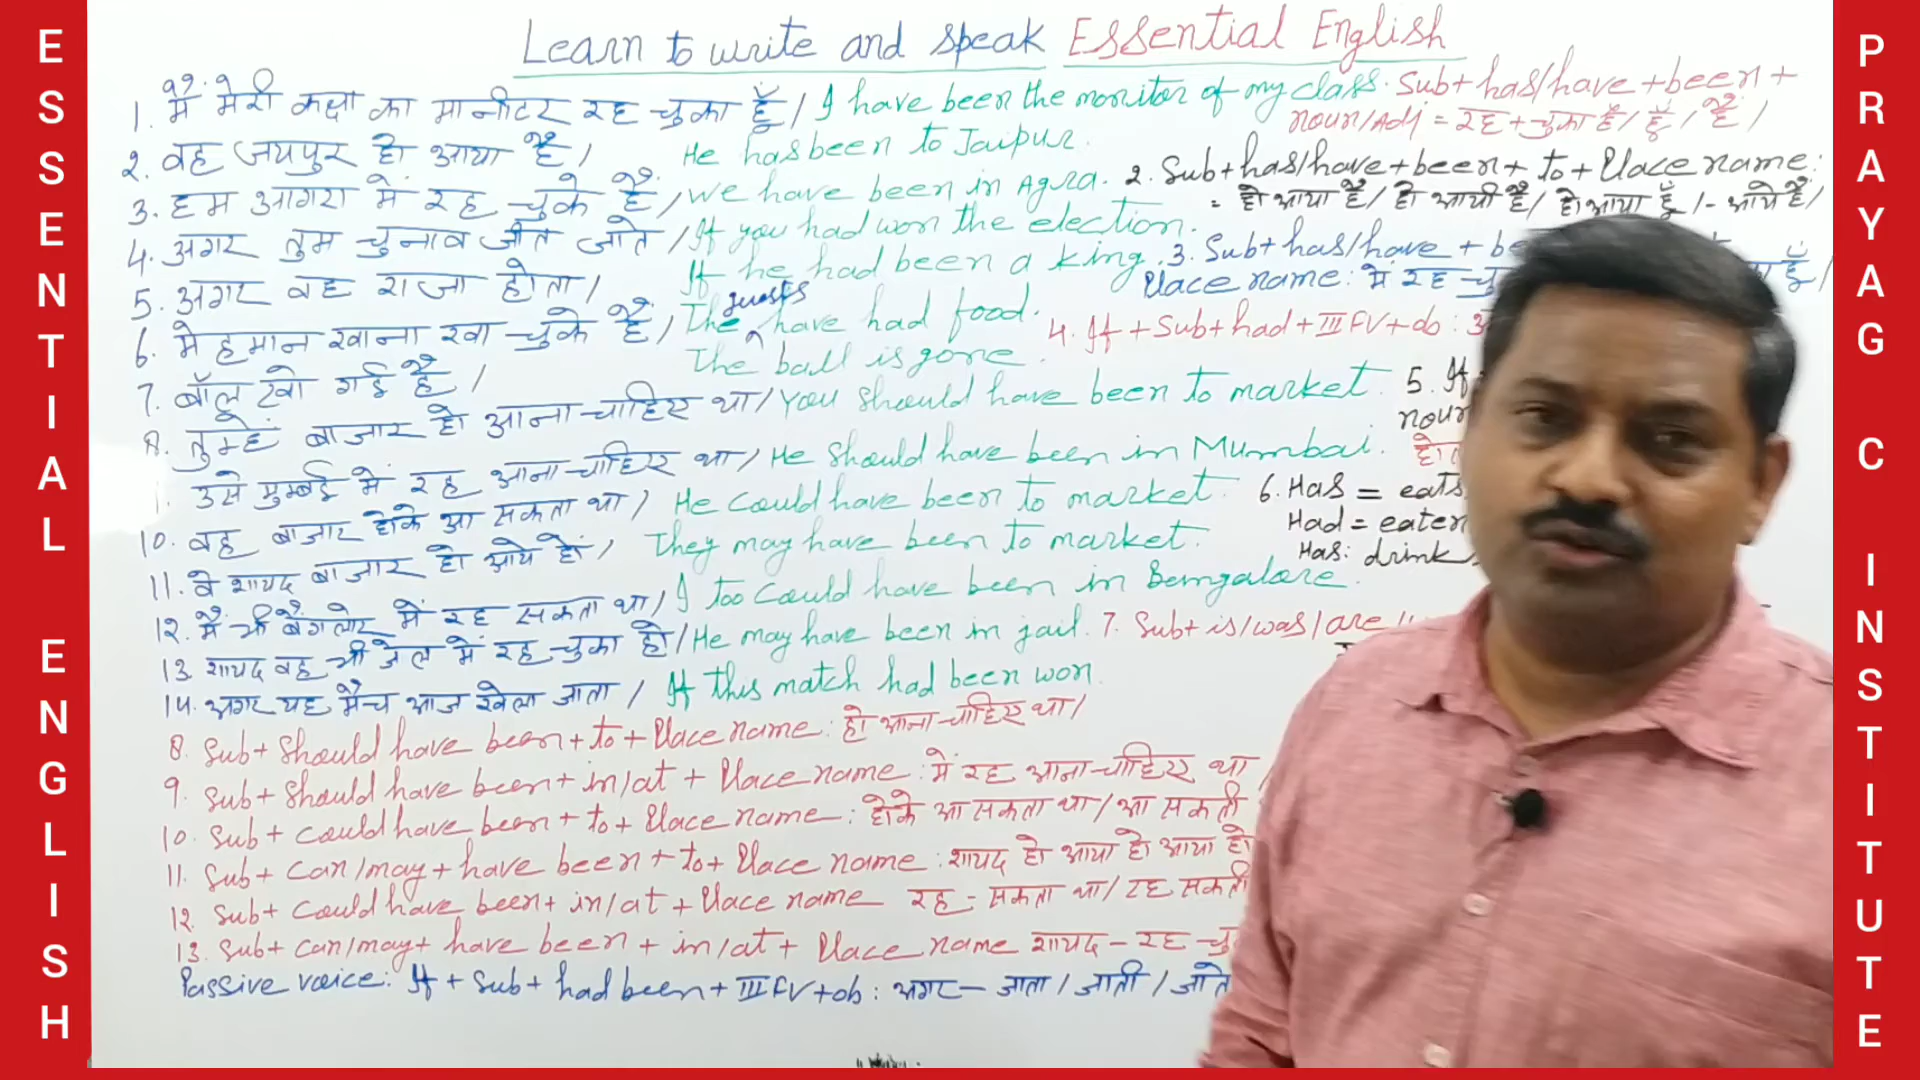 ESSENTIAL ENGLISH
Learn to write and speak Essential English
1. मैं मेरी कक्षा का मानीटर रह चुका हूँ / I have been the monitor of my class. Sub+has/have+been+
noun/Adj = रह+चुका है / हूँ / हैं /
2. वह जयपुर हो आया है / He has been to Jaipur.
2. Sub+has/have+been+to+Place name:
= हो आया है / हो आयी है / हो आया हूँ / - आये हैं /
3. हम आगरा में रह चुके हैं / We have been in Agra.
3. Sub+has/have + be
Place name: में रह चु
4. अगर तुम चुनाव जीत जाते / If you had won the election.
4. If+Sub+had+III FV+ob:
5. अगर वह राजा होता / If he had been a king.
5. If
noun
6. मेहमान खाना खा चुके हैं / The guests have had food.
7. बॉल खो गई है / The ball is gone.
8. तुम्हें बाजार हो आना चाहिए था / You should have been to market.
उसे मुम्बई में रह आना चाहिए था / He should have been in Mumbai.
6. Has = eats
Had = eaten
Has: drink
10. वह बाजार होके आ सकता था / He could have been to market.
11. वे शायद बाजार हो आये हों / They may have been to market.
12. मैं भी बैंगलोर में रह सकता था / I too could have been in Bemgalore.
13. शायद वह भी जेल में रह चुका हो / He may have been in jail. 7. Sub+is/was/are
14. अगर यह मैच आज खेला जाता / If this match had been won.
8. Sub+should have been+to+Place name: हो आना चाहिए था /
9. Sub+should have been+in/at+Place name: में रह आना चाहिए था
10. Sub+could have been+to+Place name: होके आ सकता था / आ सकती
11. Sub+can/may+have been+to+Place name: शायद हो आया हो आया हो
12. Sub+could have been+in/at+Place name रह - सकता था / रह सकती
13. Sub+can/may+have been+in/at+Place name शायद - रह - चु
Passive voice: If+Sub+had been+III FV+ob: अगर - जाता / जाती / जाते
PRAYAG C INSTITUTE